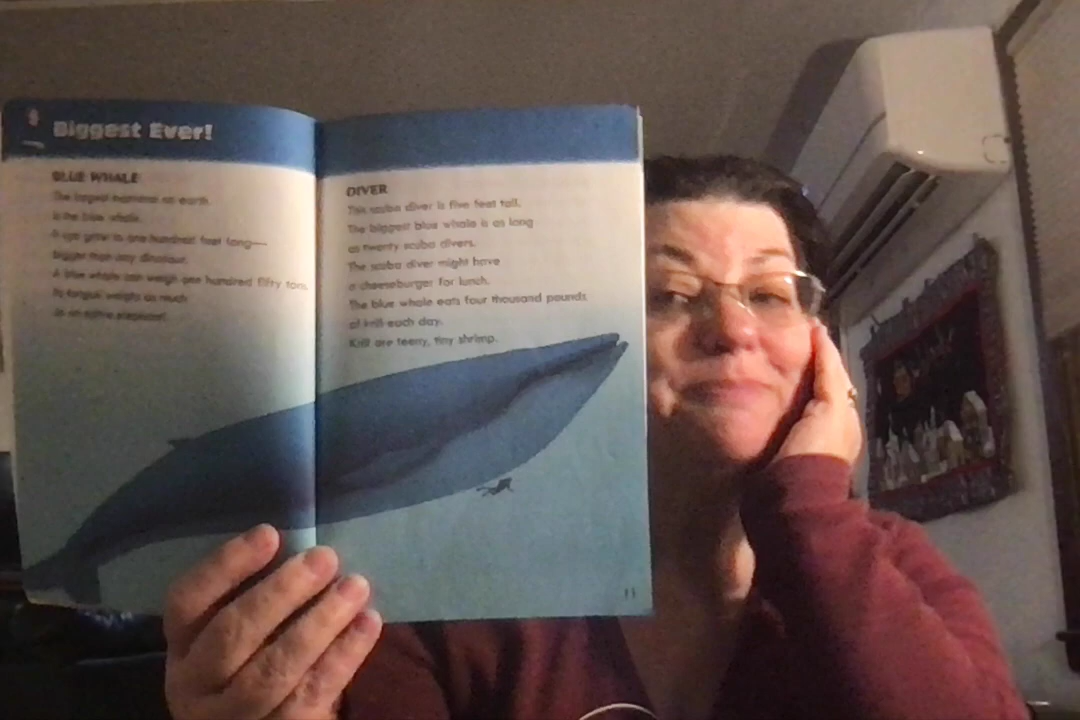 Biggest Ever!
BLUE WHALE
The largest mammal on earth
is the blue whale.
It can grow to one hundred feet long—
bigger than any dinosaur.
A blue whale can weigh one hundred fifty tons.
Its tongue weighs as much
as an entire elephant!
DIVER
This scuba diver is five feet tall.
The biggest blue whale is as long
as twenty scuba divers.
The scuba diver might have
a cheeseburger for lunch.
The blue whale eats four thousand pounds
of krill each day.
Krill are teeny, tiny shrimp.
11